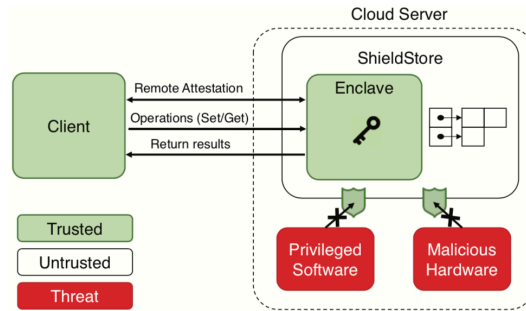 Cloud Server
ShieldStore
Client
Remote Attestation
Operations (Set/Get)
Return results
Enclave
Trusted
Untrusted
Threat
Privileged
Software
Malicious
Hardware